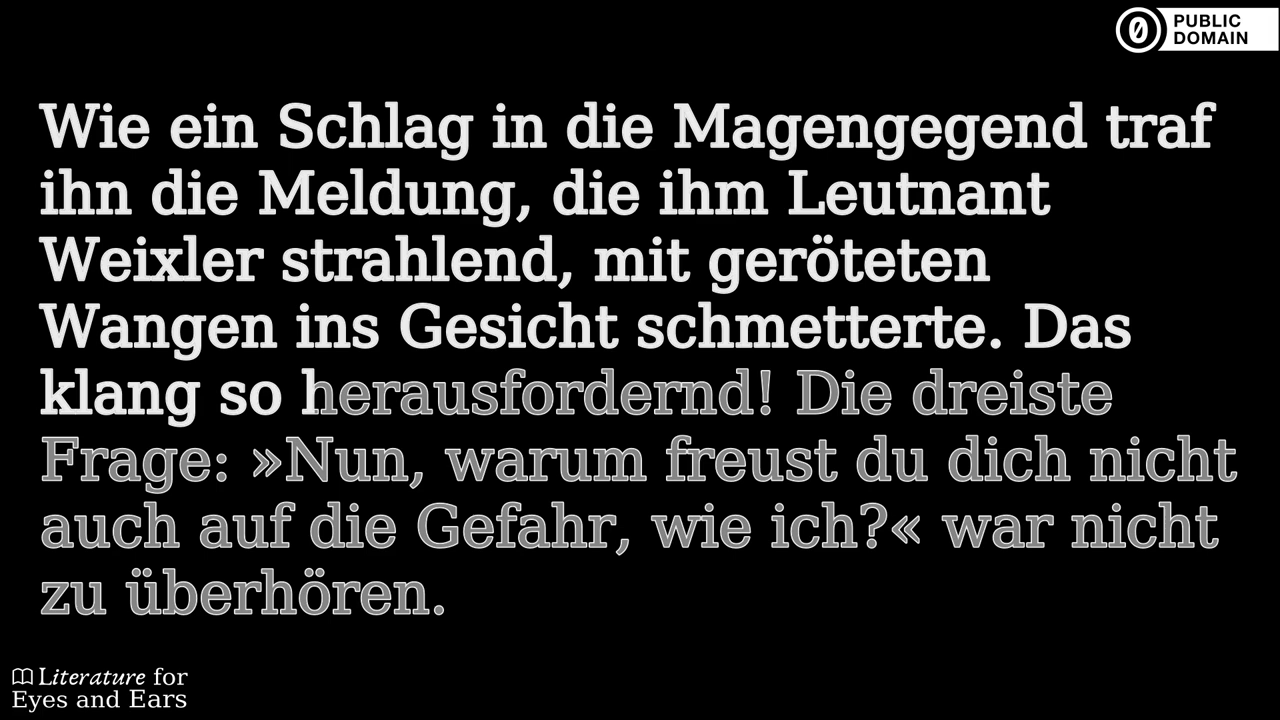 PUBLIC
DOMAIN
Wie ein Schlag in die Magengegend traf
ihn die Meldung, die ihm Leutnant
Weixler strahlend, mit geröteten
Wangen ins Gesicht schmetterte. Das
klang so herausfordernd! Die dreiste
Frage: »Nun, warum freust du dich nicht
auch auf die Gefahr, wie ich?« war nicht
zu überhören.
Literature for
Eyes and Ears